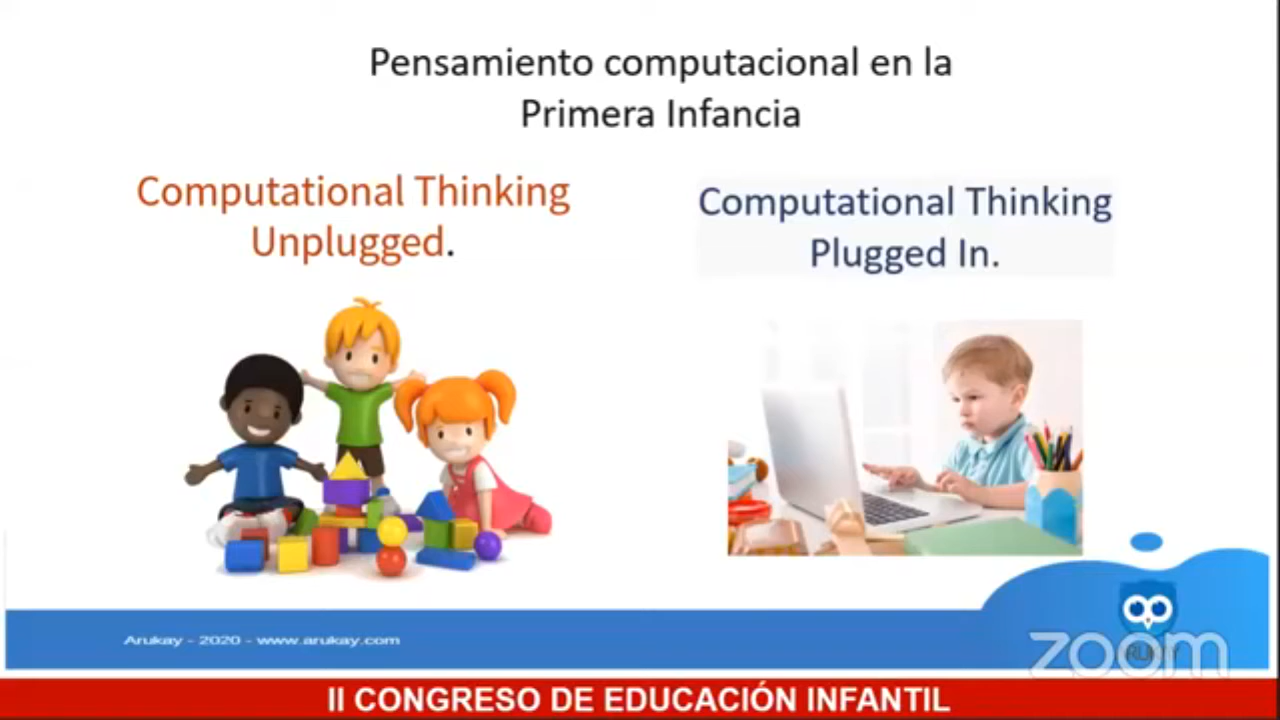 Pensamiento computacional en la
Primera Infancia
Computational Thinking
Unplugged.
Computational Thinking
Plugged In.
Arukay - 2020 - www.arukay.com
zoom
II CONGRESO DE EDUCACIÓN INFANTIL